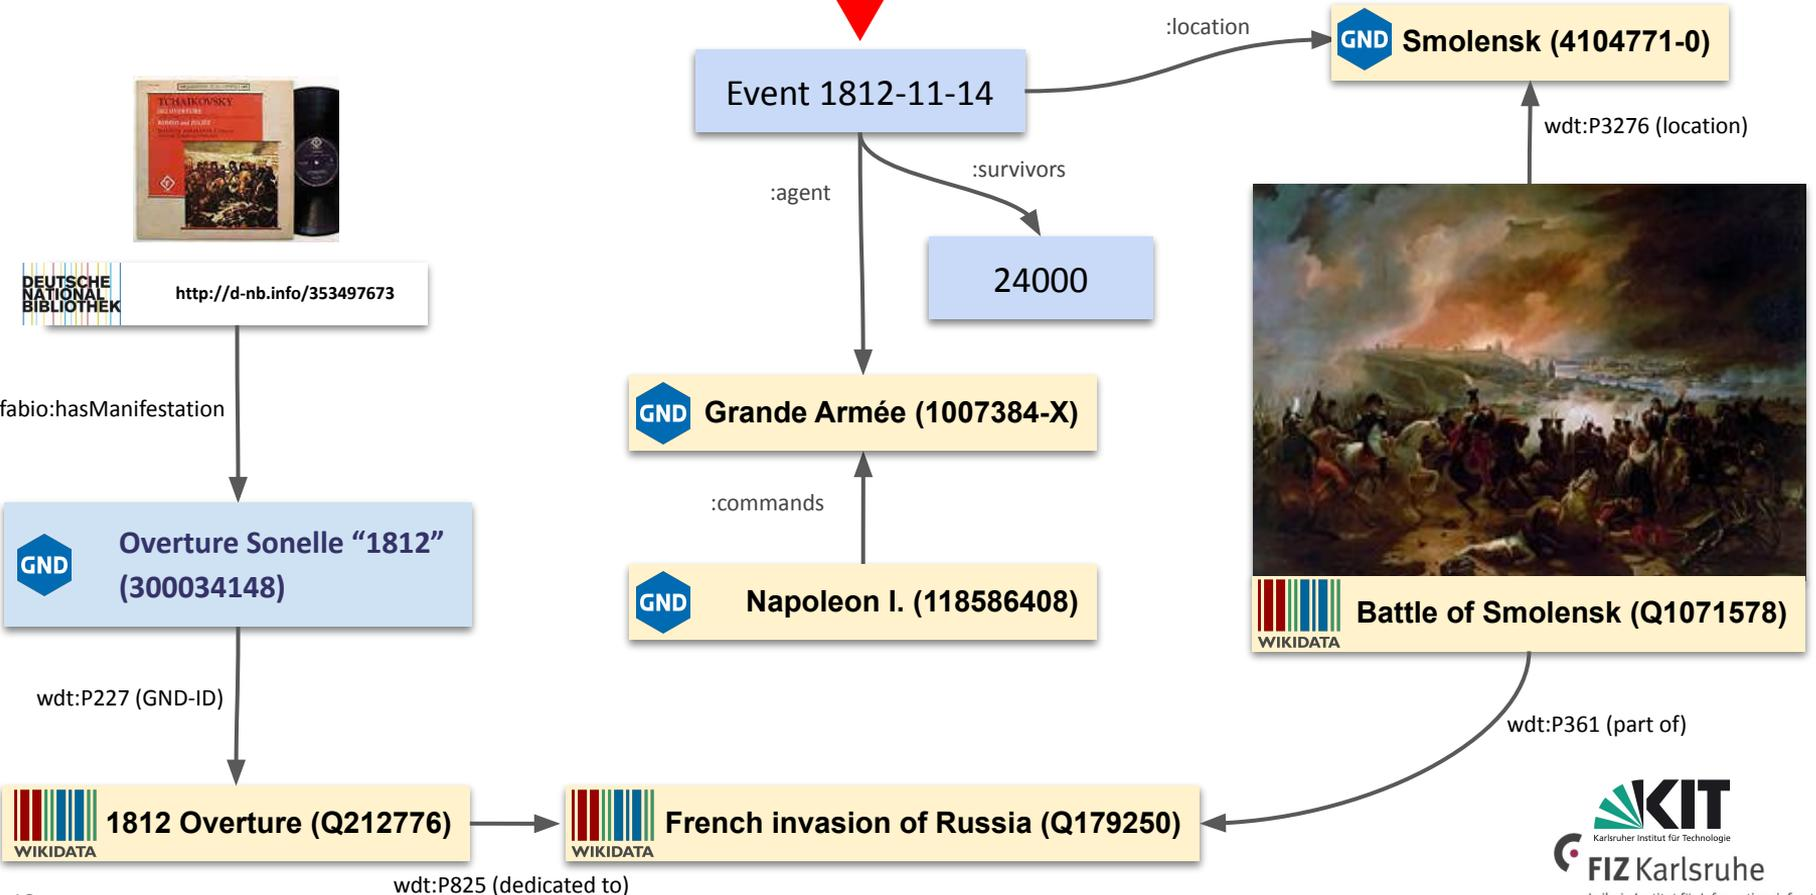 :location
GND Smolensk (4104771-0)
Event 1812-11-14
TCHAIKOVSKY
wdt:P3276 (location)
:survivors
:agent
24000
DEUTSCHE
NATIONAL
BIBLIOTHEK
http://d-nb.info/353497673
fabio:hasManifestation
GND Grande Armée (1007384-X)
:commands
GND
Overture Sonelle “1812”
(300034148)
GND Napoleon I. (118586408)
WIKIDATA
Battle of Smolensk (Q1071578)
wdt:P227 (GND-ID)
wdt:P361 (part of)
WIKIDATA
1812 Overture (Q212776)
WIKIDATA
French invasion of Russia (Q179250)
wdt:P825 (dedicated to)
KIT
Karlsruher Institut für Technologie
FIZ Karlsruhe